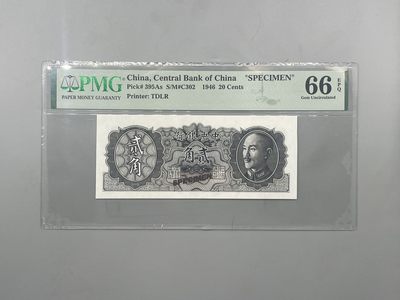 PMG
PAPER MONEY GUARANTY
China, Central Bank of China "SPECIMEN"
Pick# 395As S/M#C302 1946 20 Cents
Printer: TDLR
66 EPQ
Gem Uncirculated
行銀央中
貳角
貳角
SPECIMEN